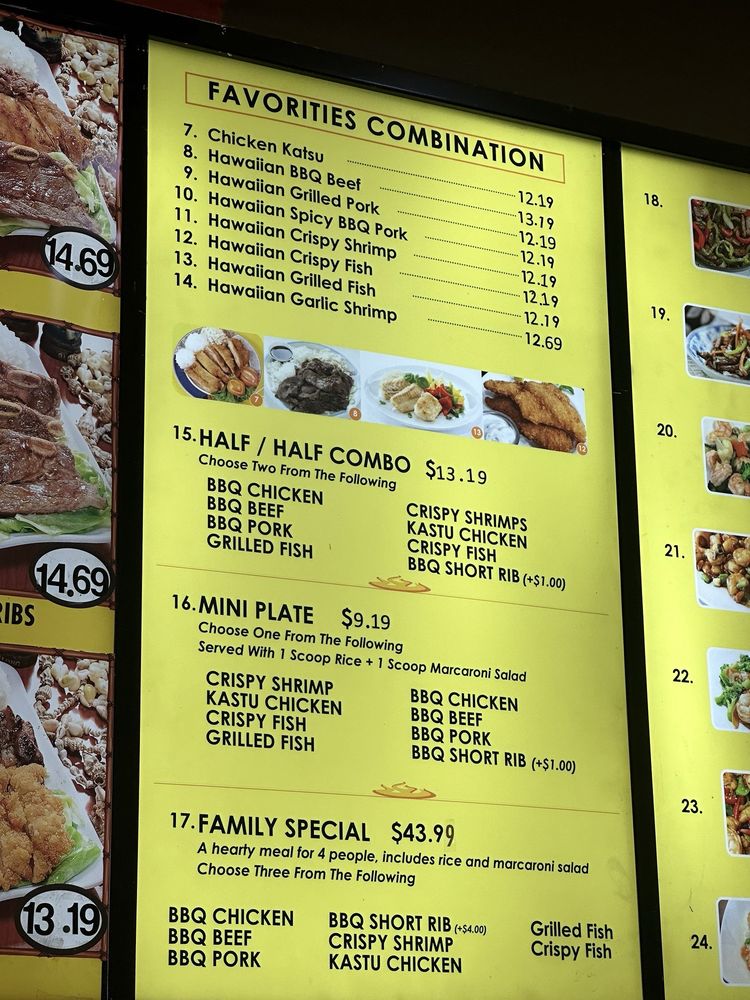 FAVORITIES COMBINATION
7. Chicken Katsu 12.19
8. Hawaiian BBQ Beef 13.19
9. Hawaiian Grilled Pork 12.19
10. Hawaiian Spicy BBQ Pork 12.19
11. Hawaiian Crispy Shrimp 12.19
12. Hawaiian Crispy Fish 12.19
13. Hawaiian Grilled Fish 12.19
14. Hawaiian Garlic Shrimp 12.69
7
8
13
12
15. HALF / HALF COMBO $13.19
Choose Two From The Following
BBQ CHICKEN
BBQ BEEF
BBQ PORK
GRILLED FISH
CRISPY SHRIMPS
KASTU CHICKEN
CRISPY FISH
BBQ SHORT RIB (+$1.00)
16. MINI PLATE $9.19
Choose One From The Following
Served With 1 Scoop Rice + 1 Scoop Marcaroni Salad
CRISPY SHRIMP
KASTU CHICKEN
CRISPY FISH
GRILLED FISH
BBQ CHICKEN
BBQ BEEF
BBQ PORK
BBQ SHORT RIB (+$1.00)
17. FAMILY SPECIAL $43.99
A hearty meal for 4 people, includes rice and marcaroni salad
Choose Three From The Following
BBQ CHICKEN
BBQ BEEF
BBQ PORK
BBQ SHORT RIB (+$4.00)
CRISPY SHRIMP
KASTU CHICKEN
Grilled Fish
Crispy Fish
14.69
14.69
RIBS
13.19
18.
19.
20.
21.
22.
23.
24.